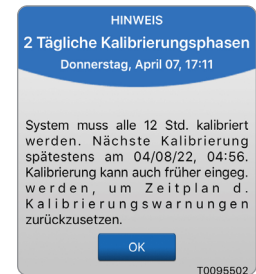 HINWEIS
2 Tägliche Kalibrierungsphasen
Donnerstag, April 07, 17:11
System muss alle 12 Std. kalibriert
werden. Nächste Kalibrierung
spätestens am 04/08/22, 04:56.
Kalibrierung kann auch früher eingeg.
werden, um Zeitplan d.
Kalibrierungswarnungen
zurückzusetzen.
OK
T0095502